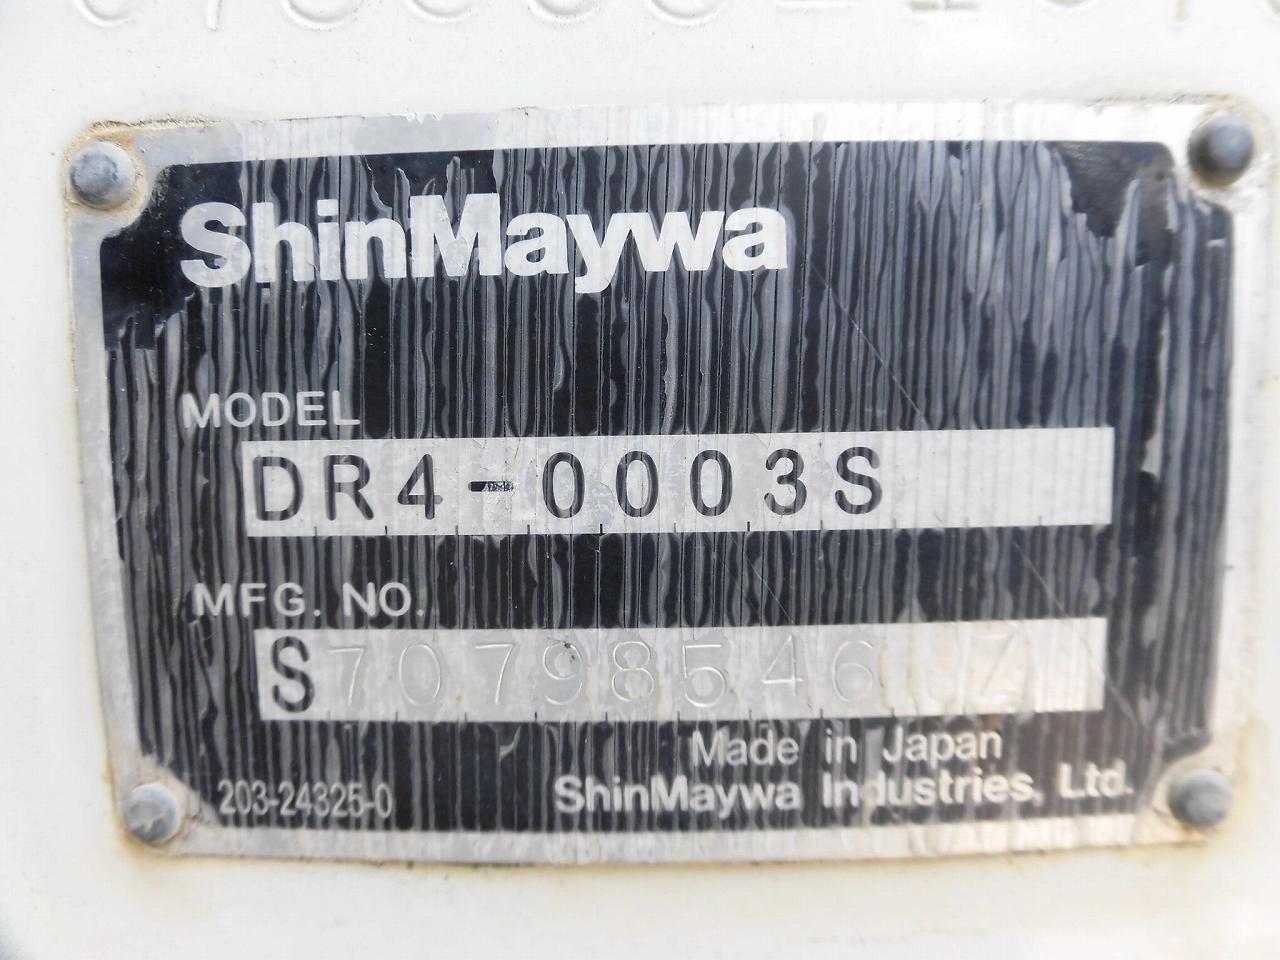 ShinMaywa
MODEL
DR4-0003S
MFG. NO.
S70798546
Made in Japan
203-24325-0
ShinMaywa Industries, Ltd.